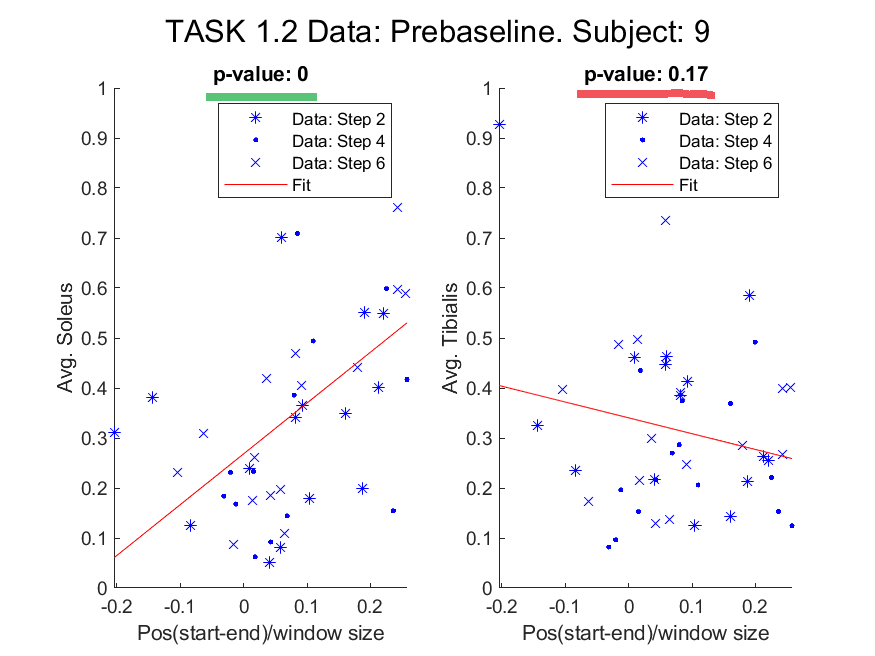 TASK 1.2 Data: Prebaseline. Subject: 9
p-value: 0
1
0.9
0.8
0.7
0.6
0.5
0.4
0.3
0.2
0.1
0
Avg. Soleus
Data: Step 2
Data: Step 4
Data: Step 6
Fit
-0.2 -0.1 0 0.1 0.2
Pos(start-end)/window size
p-value: 0.17
1
0.9
0.8
0.7
0.6
0.5
0.4
0.3
0.2
0.1
0
Avg. Tibialis
Data: Step 2
Data: Step 4
Data: Step 6
Fit
-0.2 -0.1 0 0.1 0.2
Pos(start-end)/window size